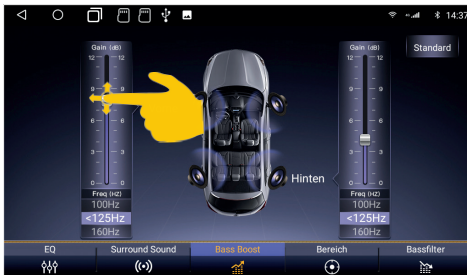 14:37
Gain (dB)
12 12
9 9
6 6
3 3
0 0
Freq (HZ)
100Hz
<125Hz
160Hz
Hinten
Gain (dB)
12 12
9 9
6 6
3 3
0 0
Freq (HZ)
100Hz
<125Hz
160Hz
Standard
EQ
Surround Sound
Bass Boost
Bereich
Bassfilter